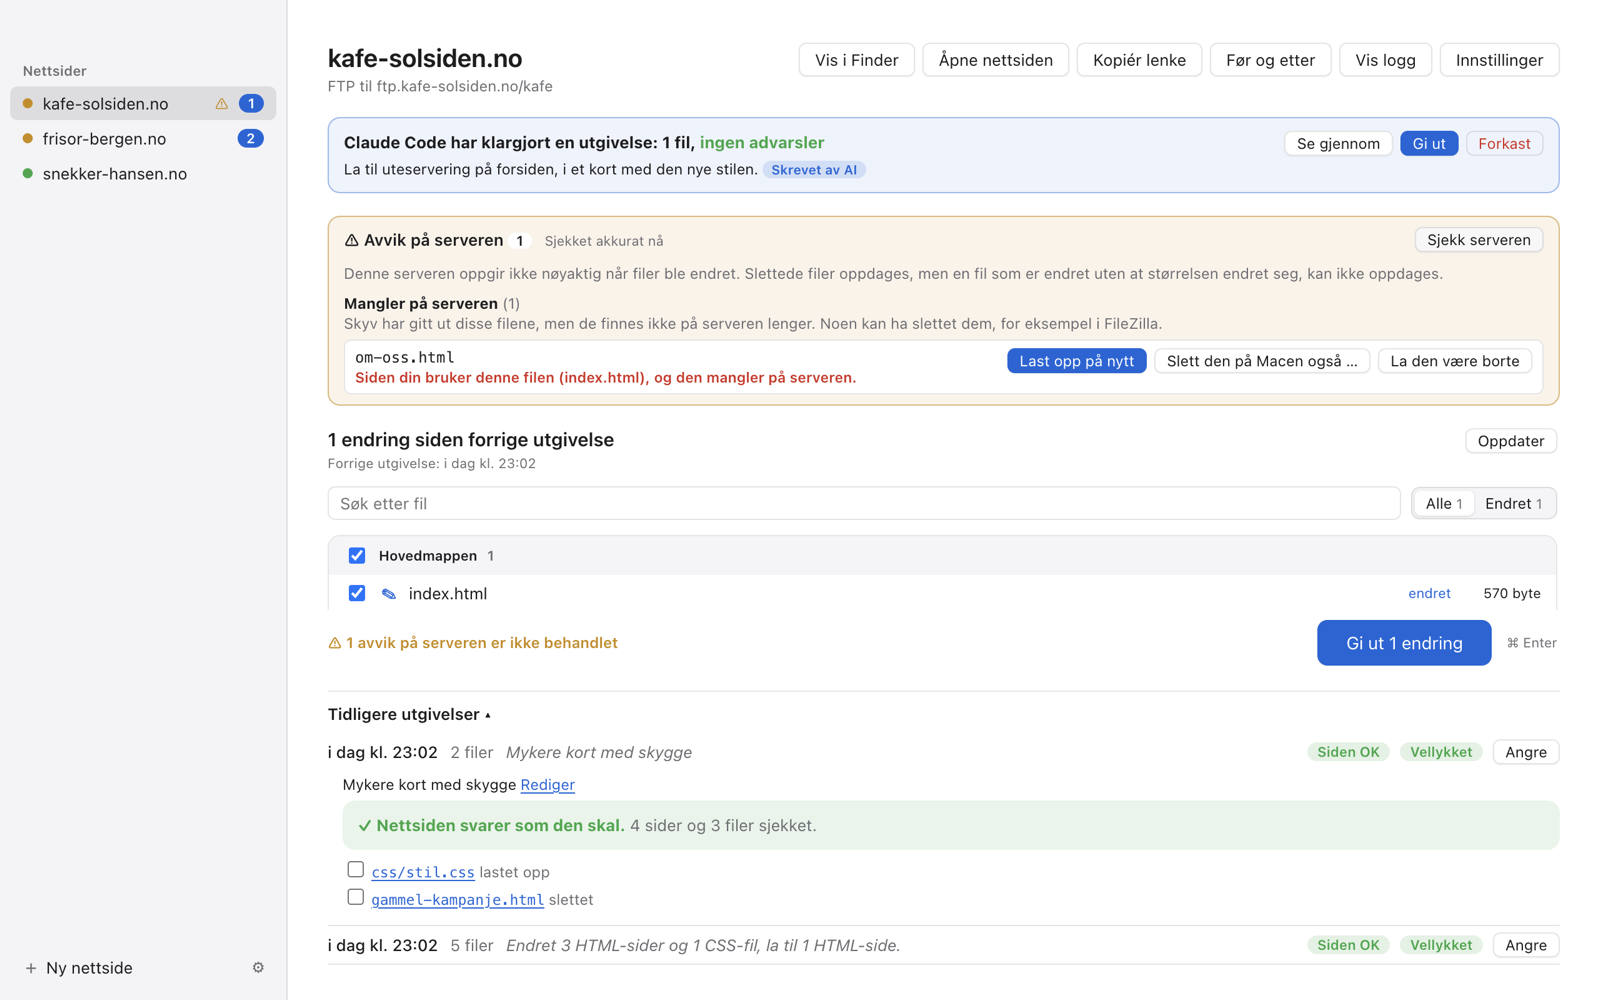 Nettsider
kafe-solsiden.no 1
frisor-bergen.no 2
snekker-hansen.no
+ Ny nettside
kafe-solsiden.no
FTP til ftp.kafe-solsiden.no/kafe
Vis i Finder Åpne nettsiden Kopiér lenke Før og etter Vis logg Innstillinger
Claude Code har klargjort en utgivelse: 1 fil, ingen advarsler
La til uteservering på forsiden, i et kort med den nye stilen. Skrevet av AI
Se gjennom Gi ut Forkast
Avvik på serveren 1 Sjekket akkurat nå
Sjekk serveren
Denne serveren oppgir ikke nøyaktig når filer ble endret. Slettede filer oppdages, men en fil som er endret uten at størrelsen endret seg, kan ikke oppdages.
Mangler på serveren (1)
Skyv har gitt ut disse filene, men de finnes ikke på serveren lenger. Noen kan ha slettet dem, for eksempel i FileZilla.
om-oss.html
Siden din bruker denne filen (index.html), og den mangler på serveren.
Last opp på nytt Slett den på Macen også ... La den være borte
1 endring siden forrige utgivelse
Forrige utgivelse: i dag kl. 23:02
Oppdater
Søk etter fil
Alle 1 Endret 1
Hovedmappen 1
index.html endret 570 byte
1 avvik på serveren er ikke behandlet
Gi ut 1 endring ⌘ Enter
Tidligere utgivelser
i dag kl. 23:02 2 filer Mykere kort med skygge Siden OK Vellykket Angre
Mykere kort med skygge Rediger
✓ Nettsiden svarer som den skal. 4 sider og 3 filer sjekket.
css/stil.css lastet opp
gammel-kampanje.html slettet
i dag kl. 23:02 5 filer Endret 3 HTML-sider og 1 CSS-fil, la til 1 HTML-side. Siden OK Vellykket Angre